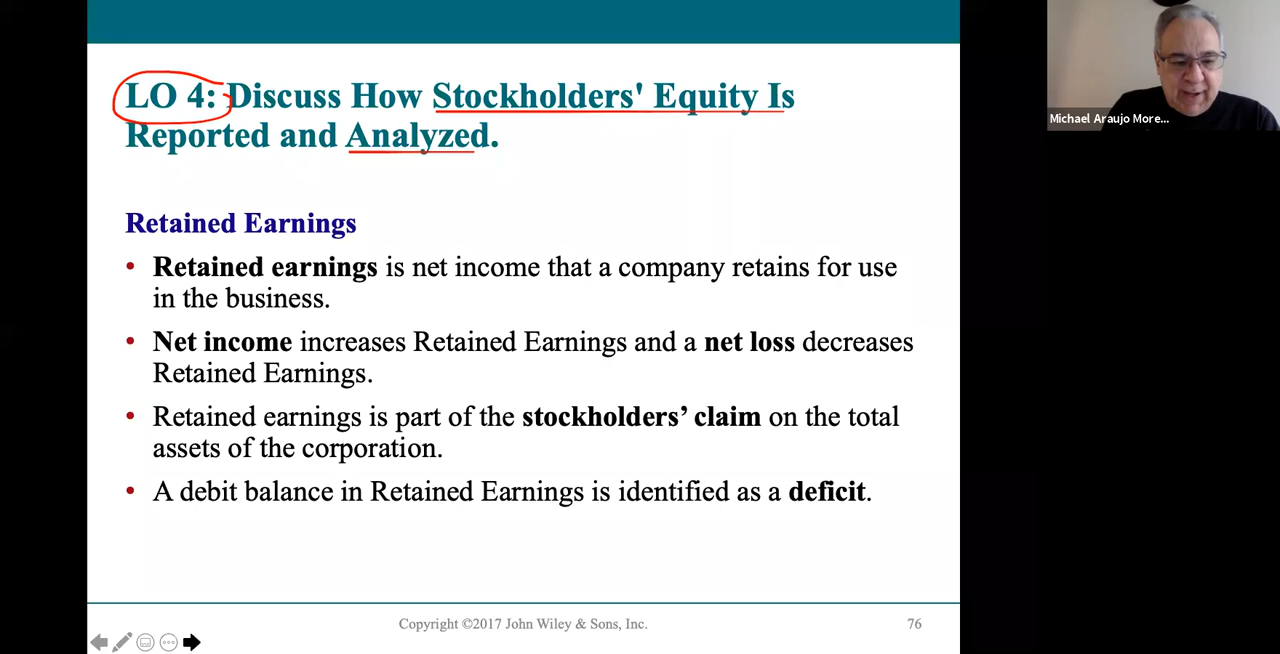 LO 4: Discuss How Stockholders' Equity Is
Reported and Analyzed.
Retained Earnings
• Retained earnings is net income that a company retains for use
in the business.
• Net income increases Retained Earnings and a net loss decreases
Retained Earnings.
• Retained earnings is part of the stockholders’ claim on the total
assets of the corporation.
• A debit balance in Retained Earnings is identified as a deficit.
Copyright ©2017 John Wiley & Sons, Inc.
76
Michael Araujo More...